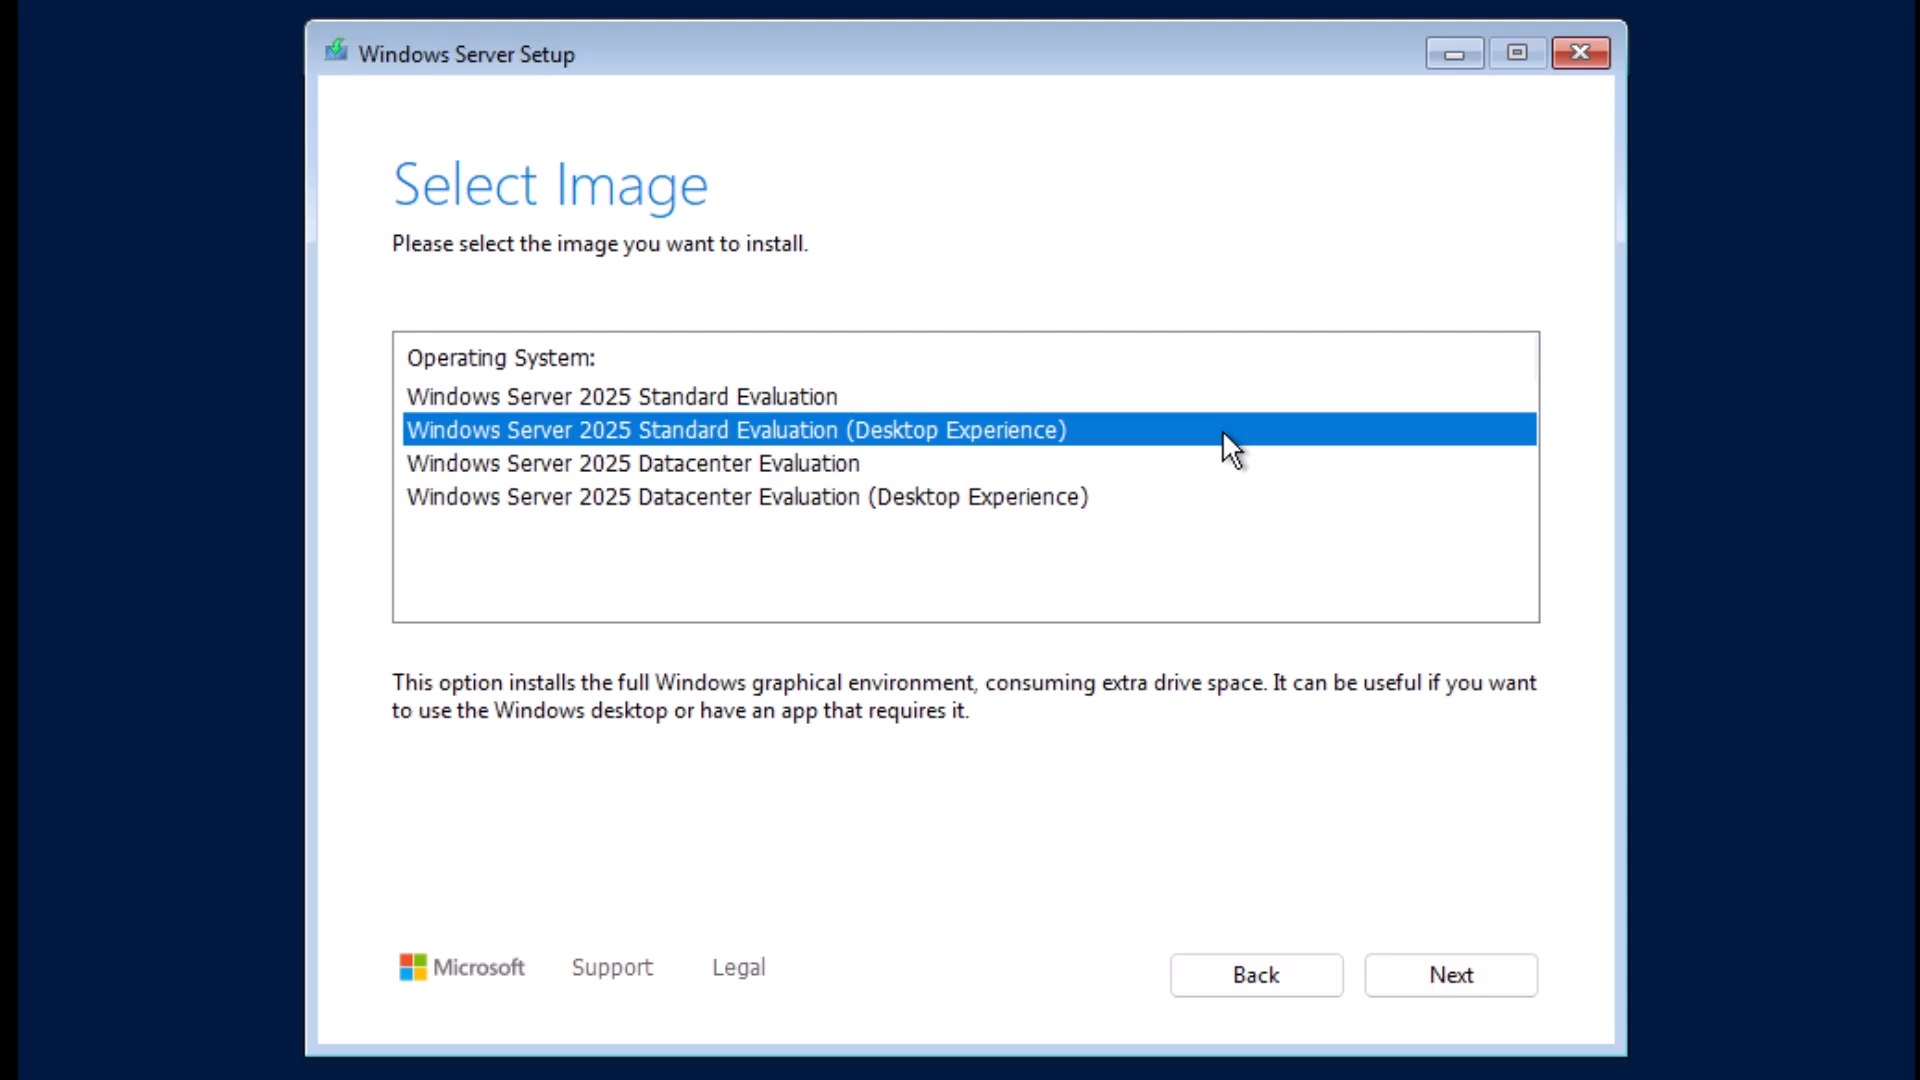 Windows Server Setup
Select Image
Please select the image you want to install.
Operating System:
Windows Server 2025 Standard Evaluation
Windows Server 2025 Standard Evaluation (Desktop Experience)
Windows Server 2025 Datacenter Evaluation
Windows Server 2025 Datacenter Evaluation (Desktop Experience)
This option installs the full Windows graphical environment, consuming extra drive space. It can be useful if you want
to use the Windows desktop or have an app that requires it.
Microsoft Support Legal Back Next